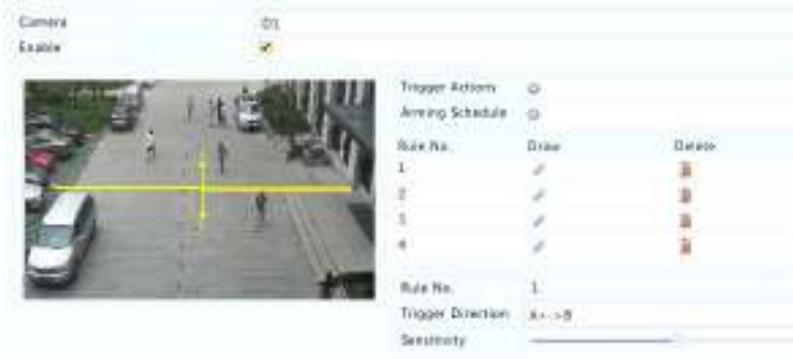 Camera D1
Enable
Trigger Actions
Arming Schedule
Rule No. Draw Delete
1
2
3
4
Rule No. 1
Trigger Direction A<->B
Sensitivity